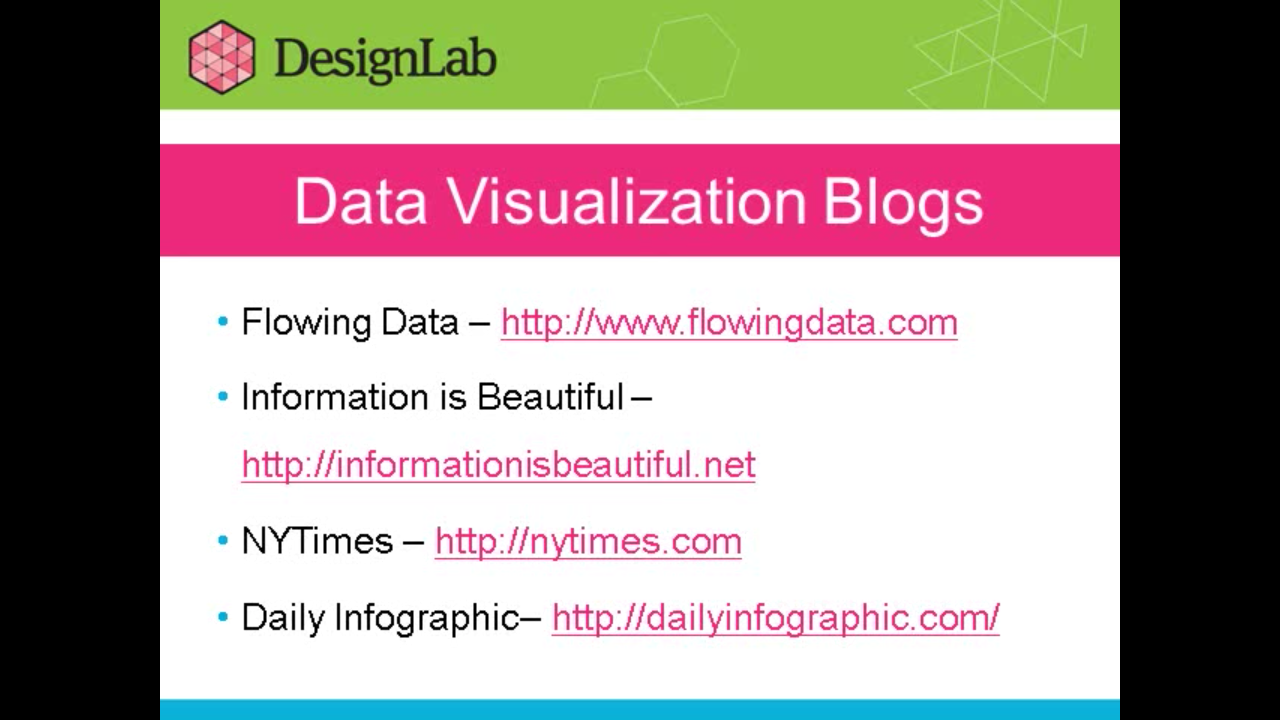 DesignLab
Data Visualization Blogs
• Flowing Data – http://www.flowingdata.com
• Information is Beautiful –
http://informationisbeautiful.net
• NYTimes – http://nytimes.com
• Daily Infographic– http://dailyinfographic.com/